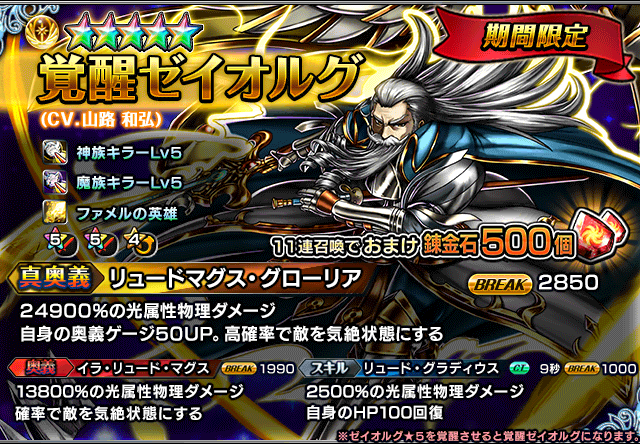 期間限定
覚醒ゼイオルグ
(CV.山路 和弘)
神族キラーLv5
魔族キラーLv5
ファメルの英雄
5 5 4
11連召喚で おまけ 錬金石500個
真奥義 リュードマグス・グローリア BREAK 2850
24900%の光属性物理ダメージ
自身の奥義ゲージ50UP。高確率で敵を気絶状態にする
奥義 イラ・リュード・マグス BREAK 1990
13800%の光属性物理ダメージ
確率で敵を気絶状態にする
スキル リュード・グラディウス CT 9秒 BREAK 1000
2500%の光属性物理ダメージ
自身のHP100回復
※ゼイオルグ★5を覚醒させると覚醒ゼイオルグになります。